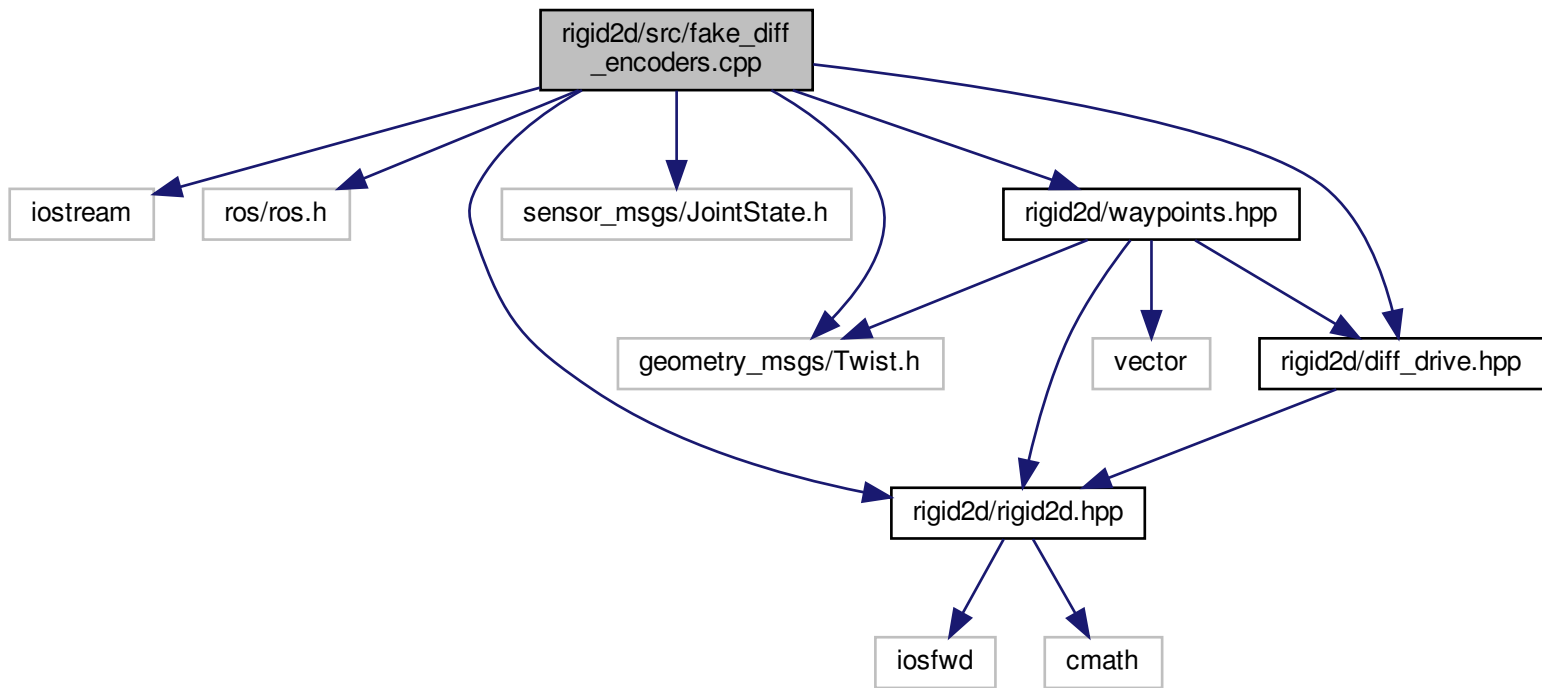 rigid2d/src/fake_diff
_encoders.cpp
iostream
ros/ros.h
sensor_msgs/JointState.h
rigid2d/waypoints.hpp
geometry_msgs/Twist.h
vector
rigid2d/diff_drive.hpp
rigid2d/rigid2d.hpp
iosfwd
cmath